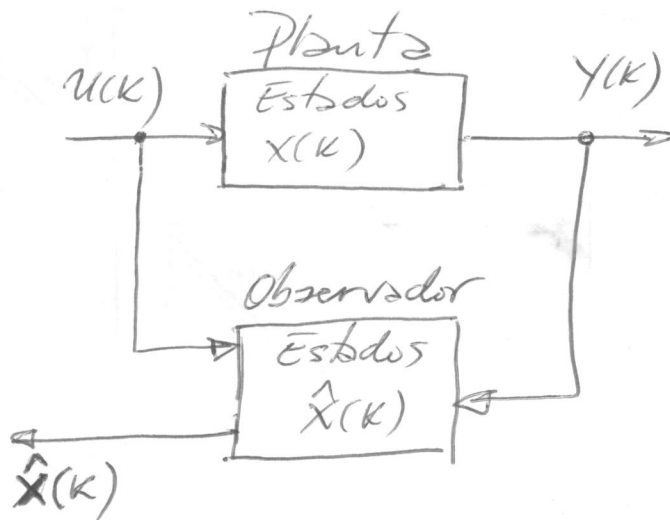 Planta
U(K)
Estados
X(K)
Y(K)
Observador
Estados
X̂(K)
X̂(K)